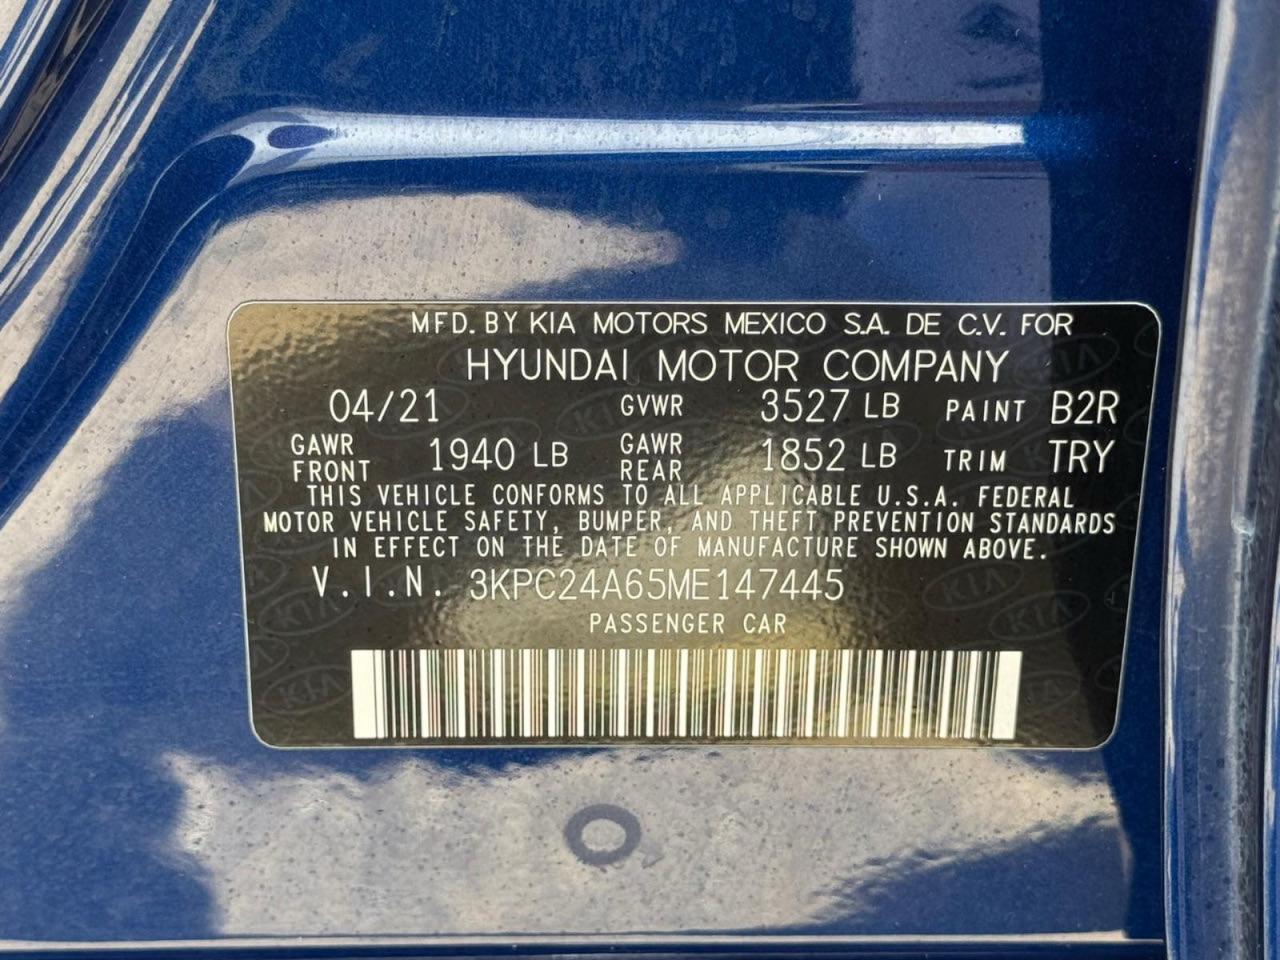 MFD. BY KIA MOTORS MEXICO S.A. DE C.V. FOR
HYUNDAI MOTOR COMPANY
04/21 GVWR 3527 LB PAINT B2R
GAWR FRONT 1940 LB GAWR REAR 1852 LB TRIM TRY
THIS VEHICLE CONFORMS TO ALL APPLICABLE U.S.A. FEDERAL
MOTOR VEHICLE SAFETY, BUMPER, AND THEFT PREVENTION STANDARDS
IN EFFECT ON THE DATE OF MANUFACTURE SHOWN ABOVE.
V.I.N. 3KPC24A65ME147445
PASSENGER CAR